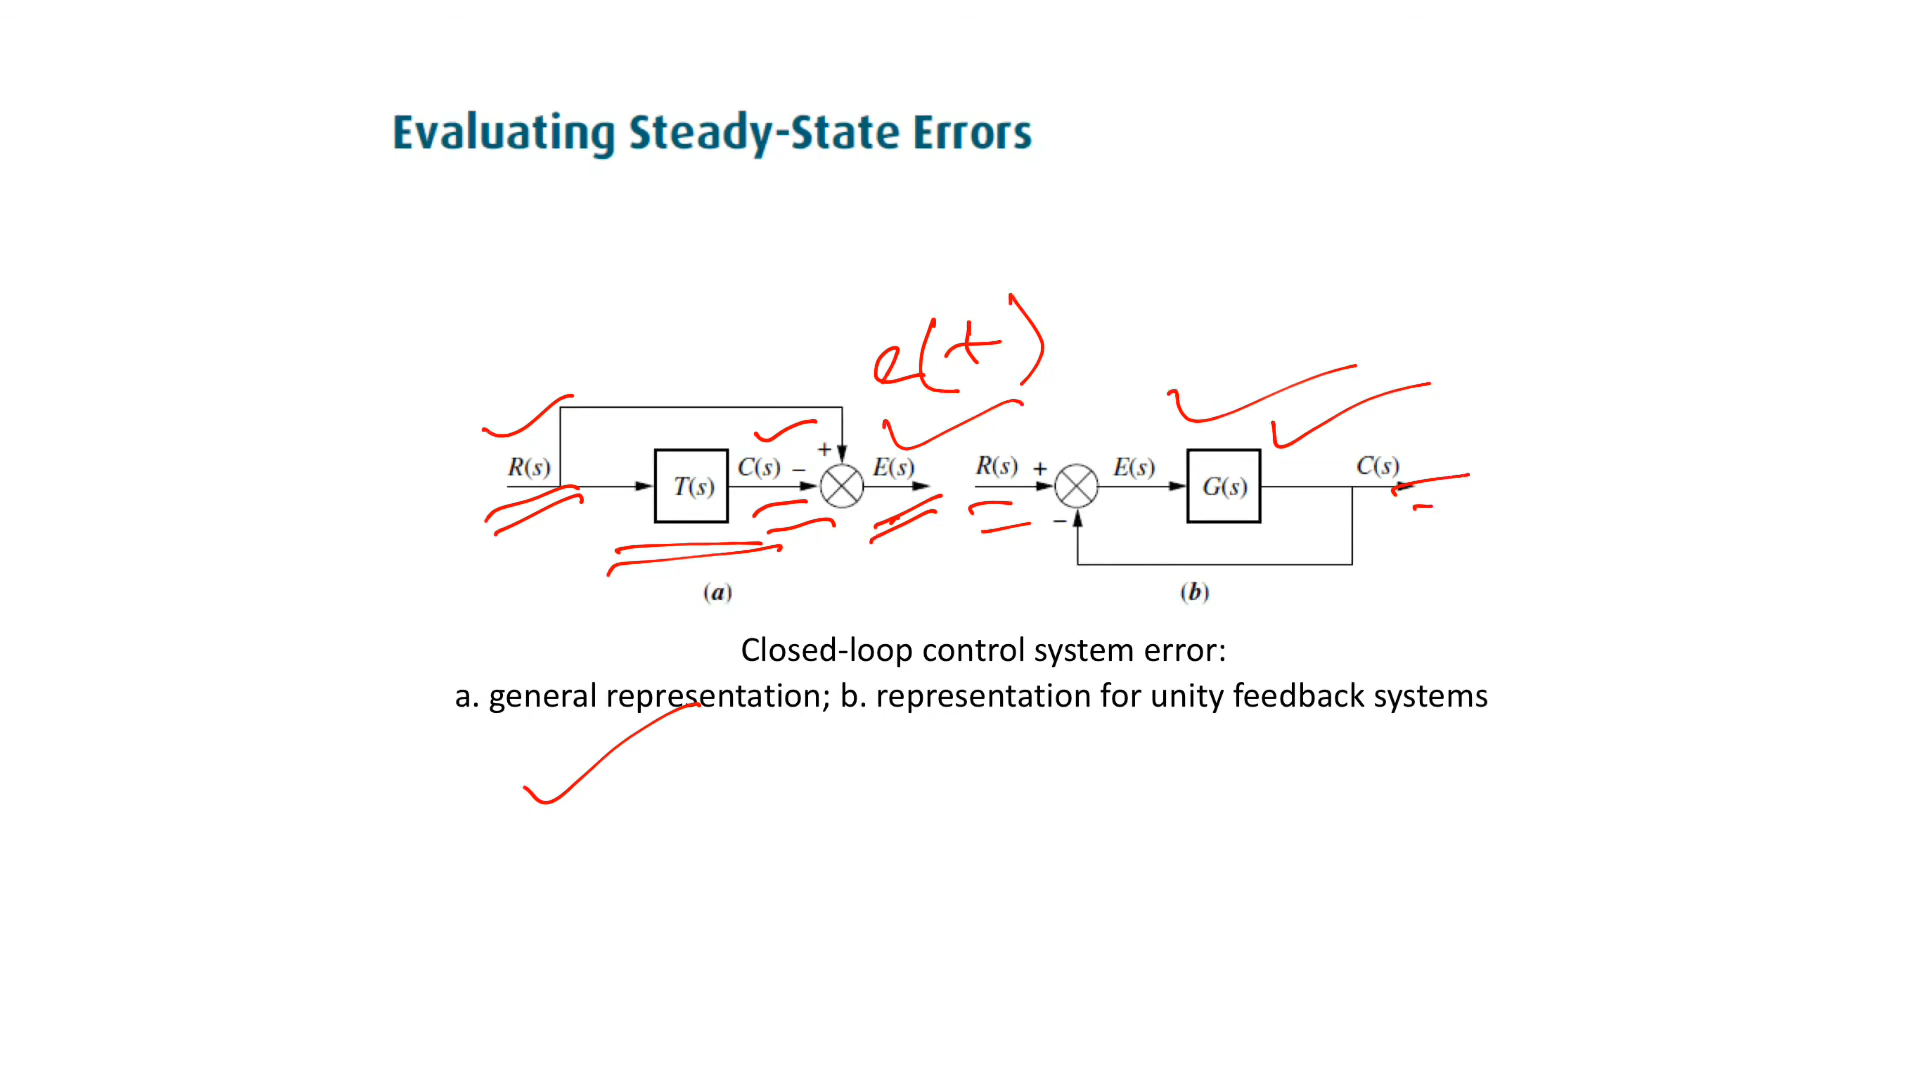 Evaluating Steady-State Errors
e(t)
R(s) T(s) C(s) − + E(s)
R(s) + − E(s) G(s) C(s)
(a) (b)
Closed-loop control system error:
a. general representation; b. representation for unity feedback systems